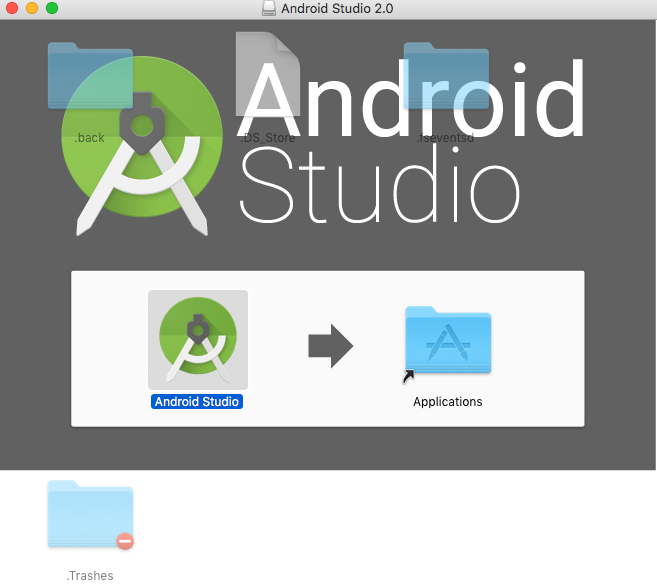 Android Studio 2.0
Android
.back
.DS_Store
.fseventsd
Studio
Android Studio
Applications
.Trashes